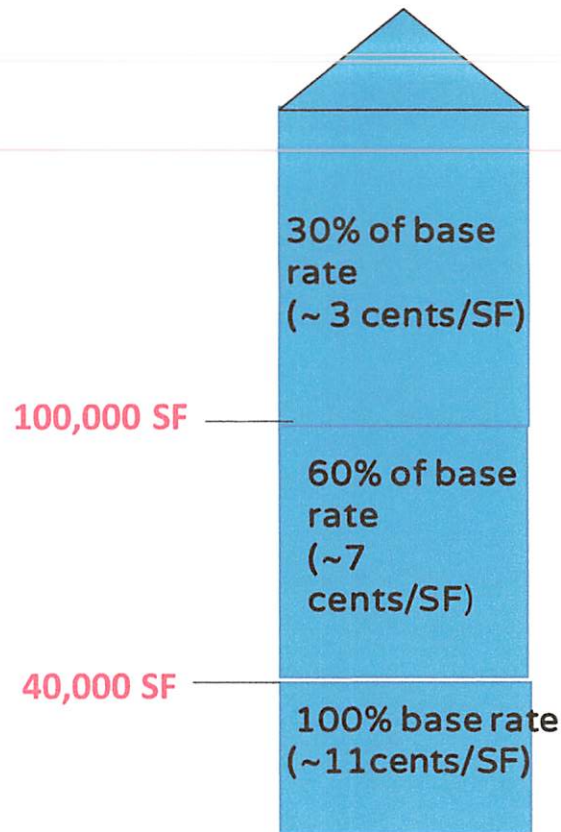 30% of base
rate
(~ 3 cents/SF)
100,000 SF
60% of base
rate
(~7
cents/SF)
40,000 SF
100% base rate
(~11cents/SF)